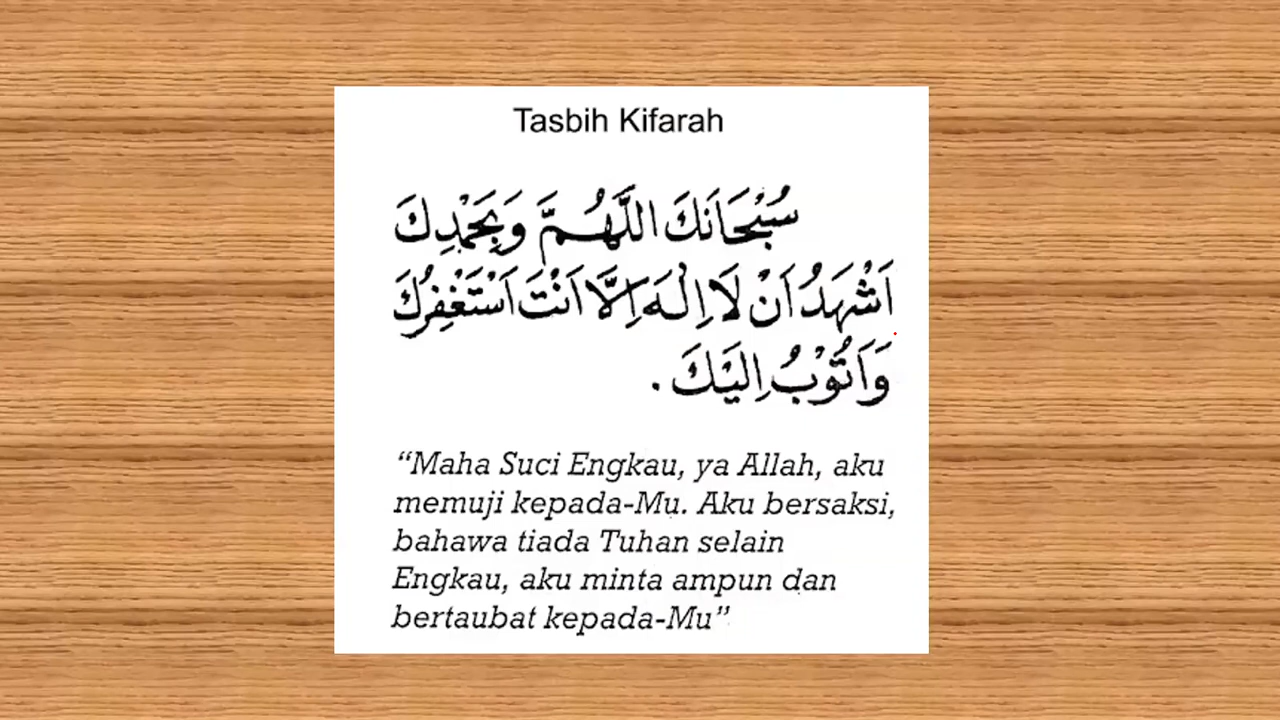 Tasbih Kifarah
سُبْحَانَكَ اللَّهُمَّ وَبِحَمْدِكَ
اَشْهَدُ اَنْ لَا اِلٰهَ اِلَّا اَنْتَ اَسْتَغْفِرُكَ
وَاَتُوْبُ اِلَيْكَ .
“Maha Suci Engkau, ya Allah, aku
memuji kepada-Mu. Aku bersaksi,
bahawa tiada Tuhan selain
Engkau, aku minta ampun dan
bertaubat kepada-Mu”